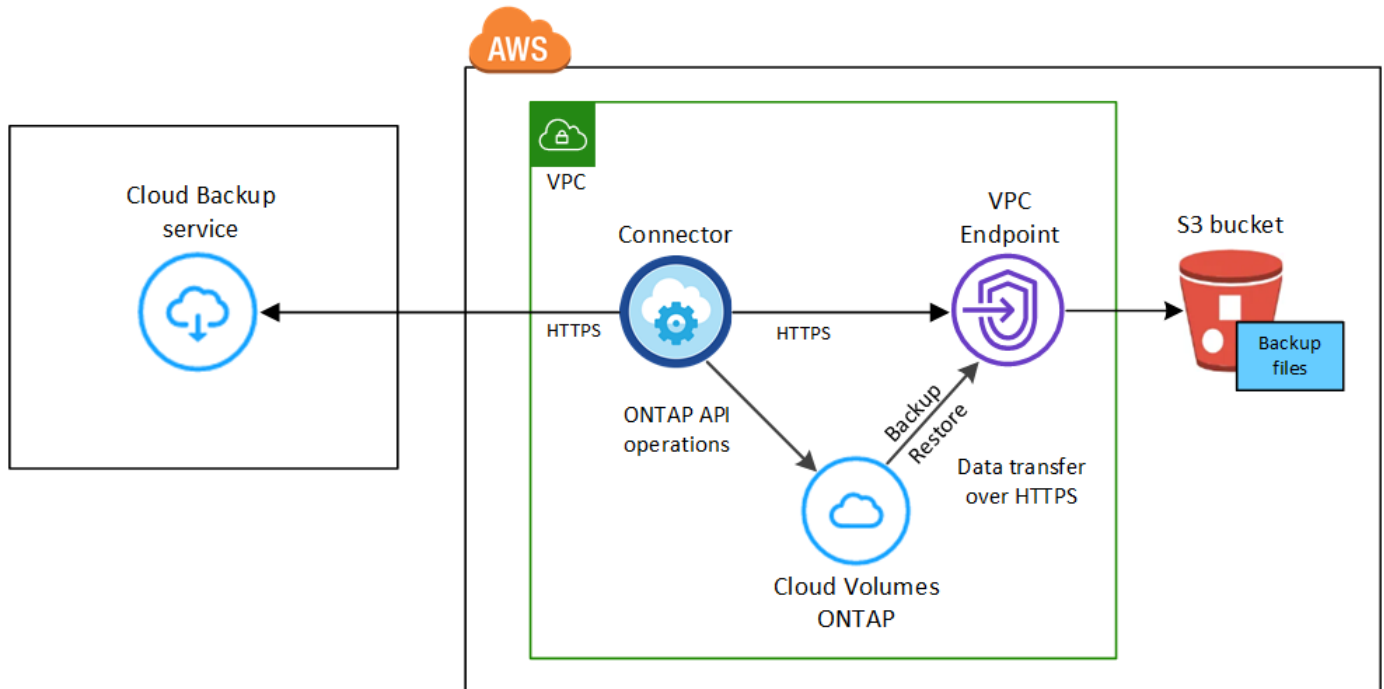 AWS
Cloud Backup
service
VPC
Connector
VPC
Endpoint
S3 bucket
HTTPS
HTTPS
Backup
files
ONTAP API
operations
Backup
Restore
Data transfer
over HTTPS
Cloud Volumes
ONTAP